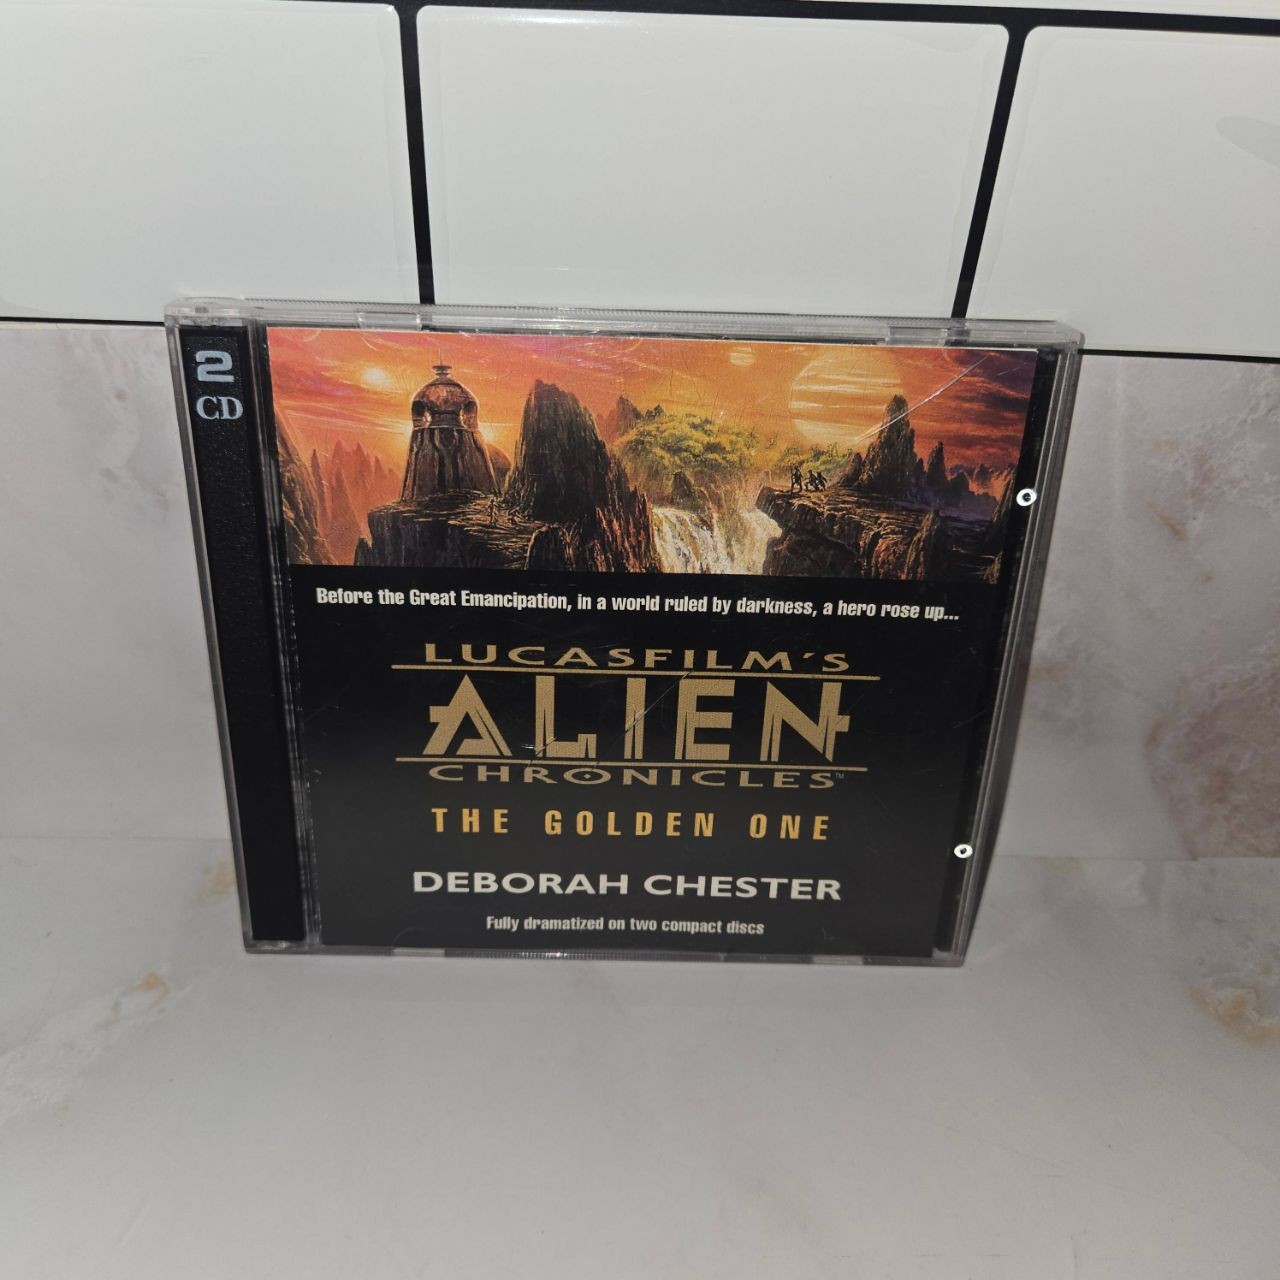 2
CD
Before the Great Emancipation, in a world ruled by darkness, a hero rose up...
LUCASFILM'S
ALIEN
CHRONICLES™
THE GOLDEN ONE
DEBORAH CHESTER
Fully dramatized on two compact discs